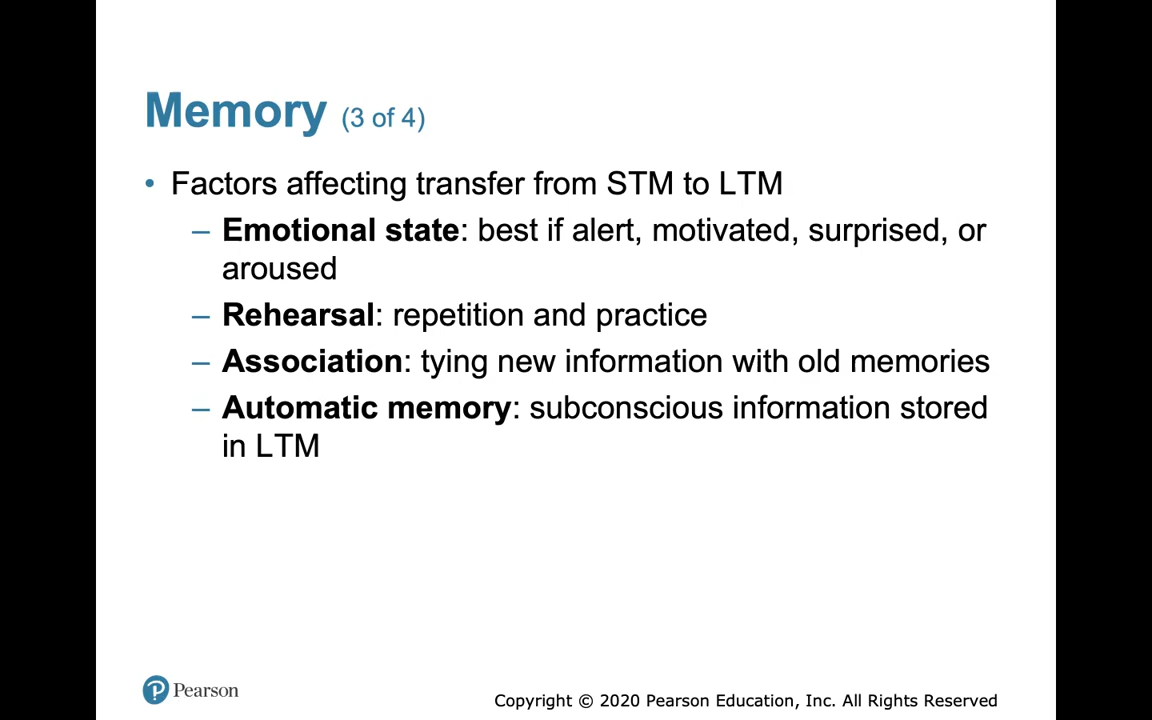 Memory (3 of 4)
• Factors affecting transfer from STM to LTM
– Emotional state: best if alert, motivated, surprised, or
aroused
– Rehearsal: repetition and practice
– Association: tying new information with old memories
– Automatic memory: subconscious information stored
in LTM
Pearson
Copyright © 2020 Pearson Education, Inc. All Rights Reserved